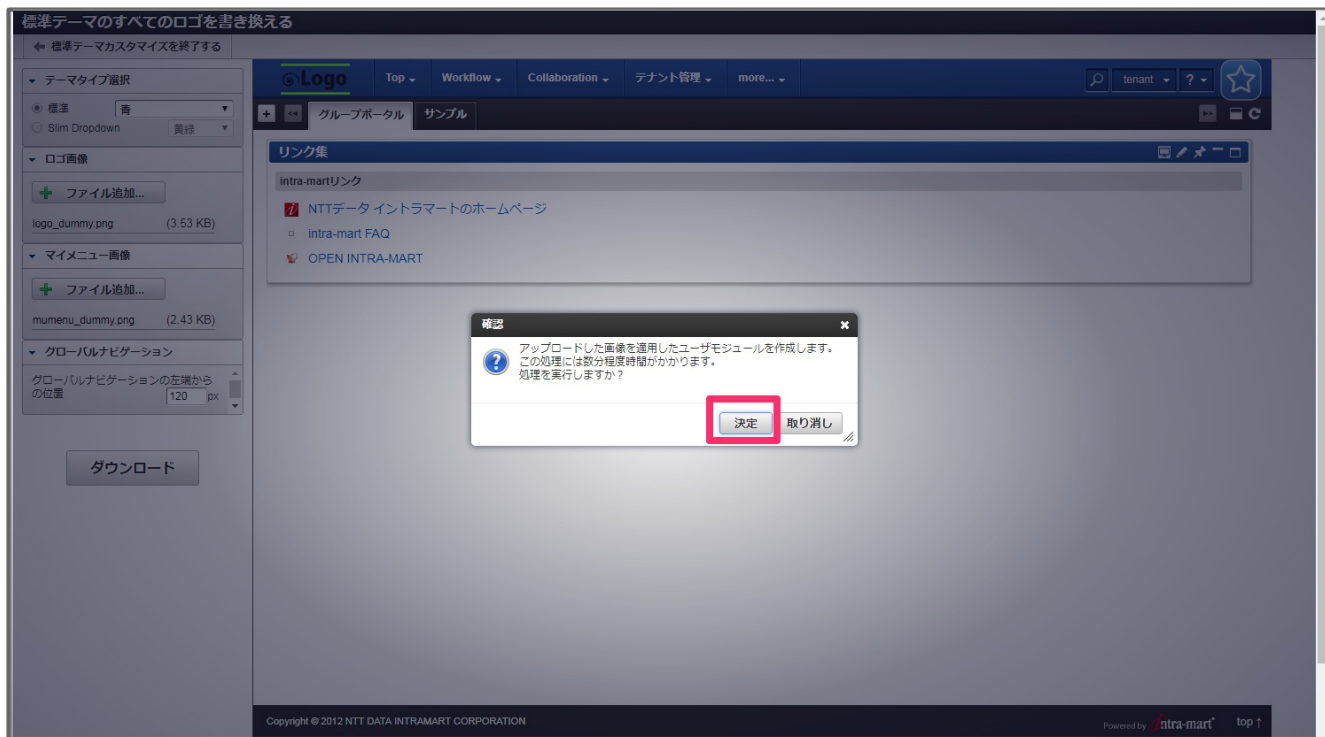 標準テーマのすべてのロゴを書き換える
標準テーマカスタマイズを終了する
テーマタイプ選択
標準 青
Slim Dropdown 黄緑
ロゴ画像
ファイル追加...
logo_dummy.png (3.53 KB)
マイメニュー画像
ファイル追加...
mumenu_dummy.png (2.43 KB)
グローバルナビゲーション
グローバルナビゲーションの左端から
の位置 120 px
ダウンロード
Logo Top Workflow Collaboration テナント管理 more... tenant ?
グループポータル サンプル
リンク集
intra-martリンク
NTTデータ イントラマートのホームページ
intra-mart FAQ
OPEN INTRA-MART
確認
アップロードした画像を適用したユーザモジュールを作成します。
この処理には数分程度時間がかかります。
処理を実行しますか？
決定 取り消し
Copyright © 2012 NTT DATA INTRAMART CORPORATION
Powered by intra-mart top ↑